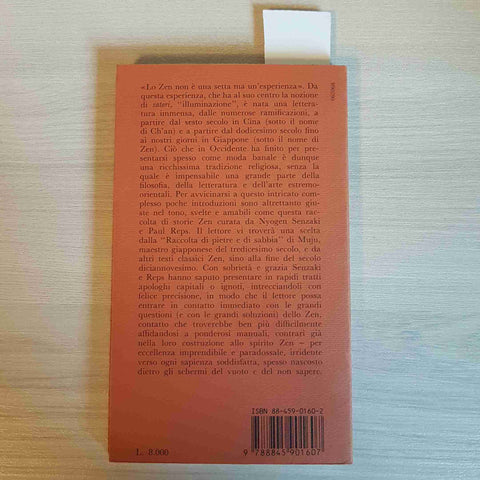 «Lo Zen non è una setta ma un'esperienza». Da
questa esperienza, che ha al suo centro la nozione
di satori, “illuminazione”, è nata una lettera-
tura immensa, dalle numerose ramificazioni, a
partire dal sesto secolo in Cina (sotto il nome
di Ch'an) e a partire dal dodicesimo secolo fino
ai nostri giorni in Giappone (sotto il nome di
Zen). Ciò che in Occidente ha finito per pre-
sentarsi spesso come moda banale è dunque
una ricchissima tradizione religiosa, senza la
quale è impensabile una grande parte della
filosofia, della letteratura e dell'arte estremo-
orientali. Per avvicinarsi a questo intricato com-
plesso poche introduzioni sono altrettanto giu-
ste nel tono, svelte e amabili come questa rac-
colta di storie Zen curata da Nyogen Senzaki
e Paul Reps. Il lettore vi troverà una scelta
dalla “Raccolta di pietre e di sabbia” di Muju,
maestro giapponese del tredicesimo secolo, e da
altri testi classici Zen, sino alla fine del secolo
diciannovesimo. Con sobrietà e grazia Senzaki
e Reps hanno saputo presentare in rapidi tratti
apologhi capitali o ignoti, intrecciandoli con
felice precisione, in modo che il lettore possa
entrare in contatto immediato con le grandi
questioni (e con le grandi soluzioni) dello Zen,
contatto che troverebbe ben più difficilmente
affidandosi a ponderosi manuali, contrari già
nella loro costruzione allo spirito Zen – per
eccellenza imprendibile e paradossale, irridente
verso ogni sapienza soddisfatta, spesso nascosto
dietro gli schermi del vuoto e del non sapere.
ISBN 88-459-0160-2
9 788845 901607
L. 8.000